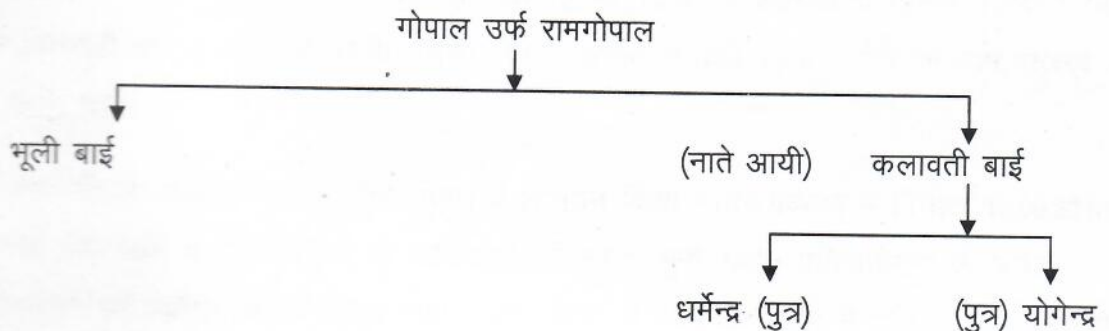 गोपाल उर्फ रामगोपाल
भूली बाई (नाते आयी) कलावती बाई
धर्मेन्द्र (पुत्र) (पुत्र) योगेन्द्र